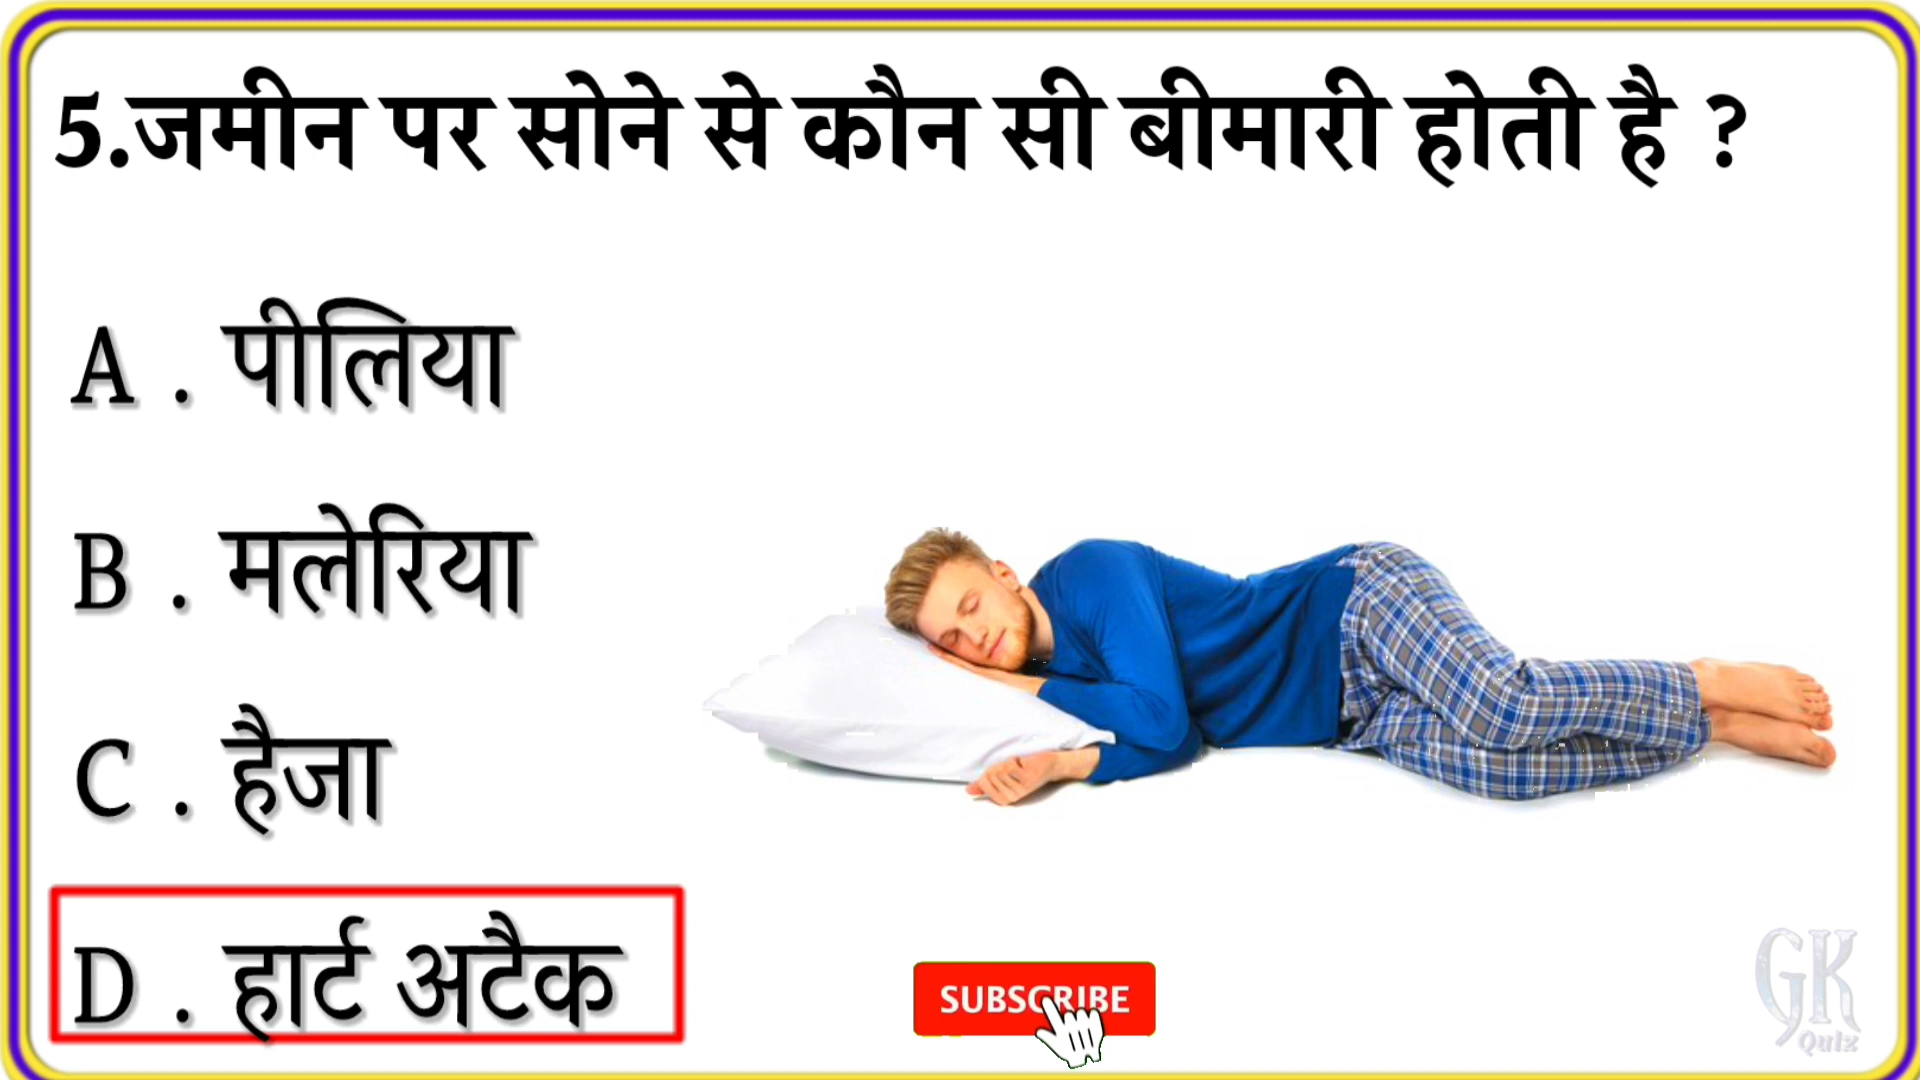 5.जमीन पर सोने से कौन सी बीमारी होती है ?
A . पीलिया
B . मलेरिया
C . हैजा
D . हार्ट अटैक
SUBSCRIBE
GK
Quiz